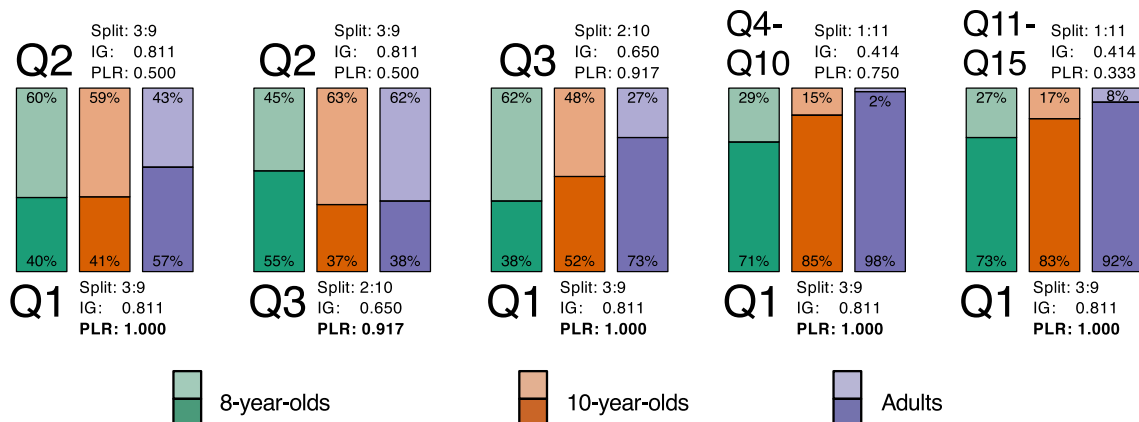 Q2 Split: 3:9
IG: 0.811
PLR: 0.500
60% 59% 43%
40% 41% 57%
Q1 Split: 3:9
IG: 0.811
PLR: 1.000
Q2 Split: 3:9
IG: 0.811
PLR: 0.500
45% 63% 62%
55% 37% 38%
Q3 Split: 2:10
IG: 0.650
PLR: 0.917
Q3 Split: 2:10
IG: 0.650
PLR: 0.917
62% 48% 27%
38% 52% 73%
Q1 Split: 3:9
IG: 0.811
PLR: 1.000
Q4-
Q10
Split: 1:11
IG: 0.414
PLR: 0.750
29% 15% 2%
71% 85% 98%
Q1 Split: 3:9
IG: 0.811
PLR: 1.000
Q11-
Q15
Split: 1:11
IG: 0.414
PLR: 0.333
27% 17% 8%
73% 83% 92%
Q1 Split: 3:9
IG: 0.811
PLR: 1.000
8-year-olds 10-year-olds Adults